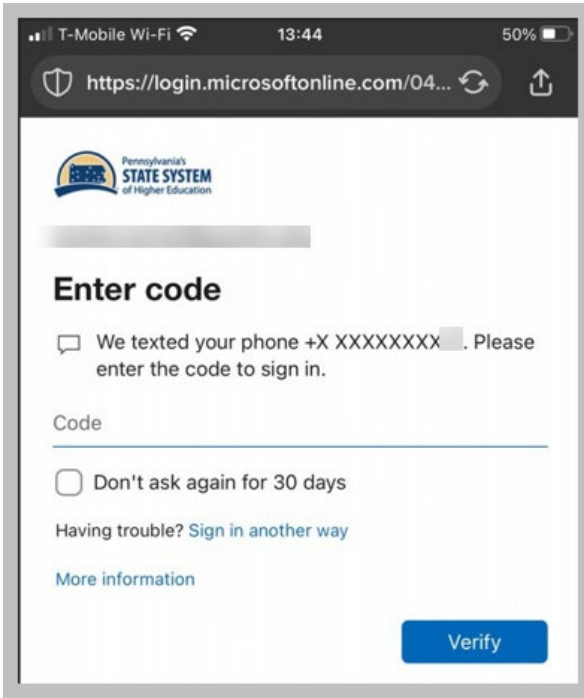 T-Mobile Wi-Fi 13:44 50%
https://login.microsoftonline.com/04...
Pennsylvania's
STATE SYSTEM
of Higher Education
Enter code
We texted your phone +X XXXXXXXX . Please
enter the code to sign in.
Code
Don't ask again for 30 days
Having trouble? Sign in another way
More information
Verify